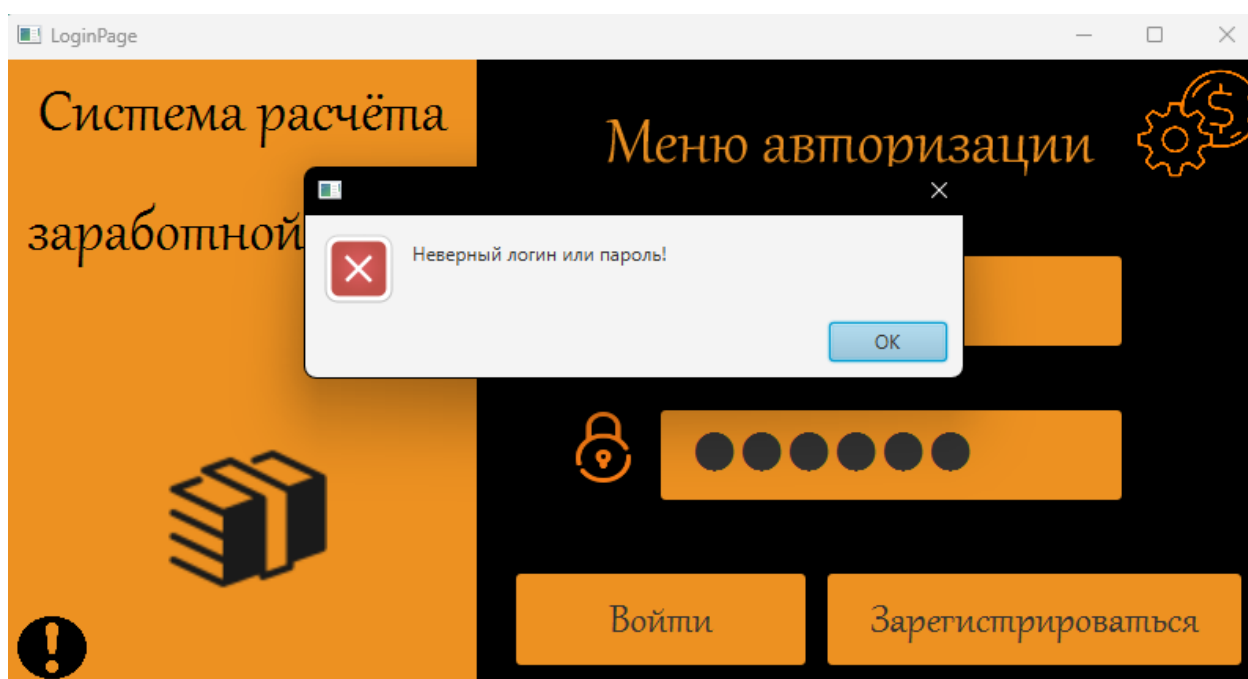 LoginPage
Система расчёта
заработной
Меню авторизации
Неверный логин или пароль!
OK
Войти
Зарегистрироваться